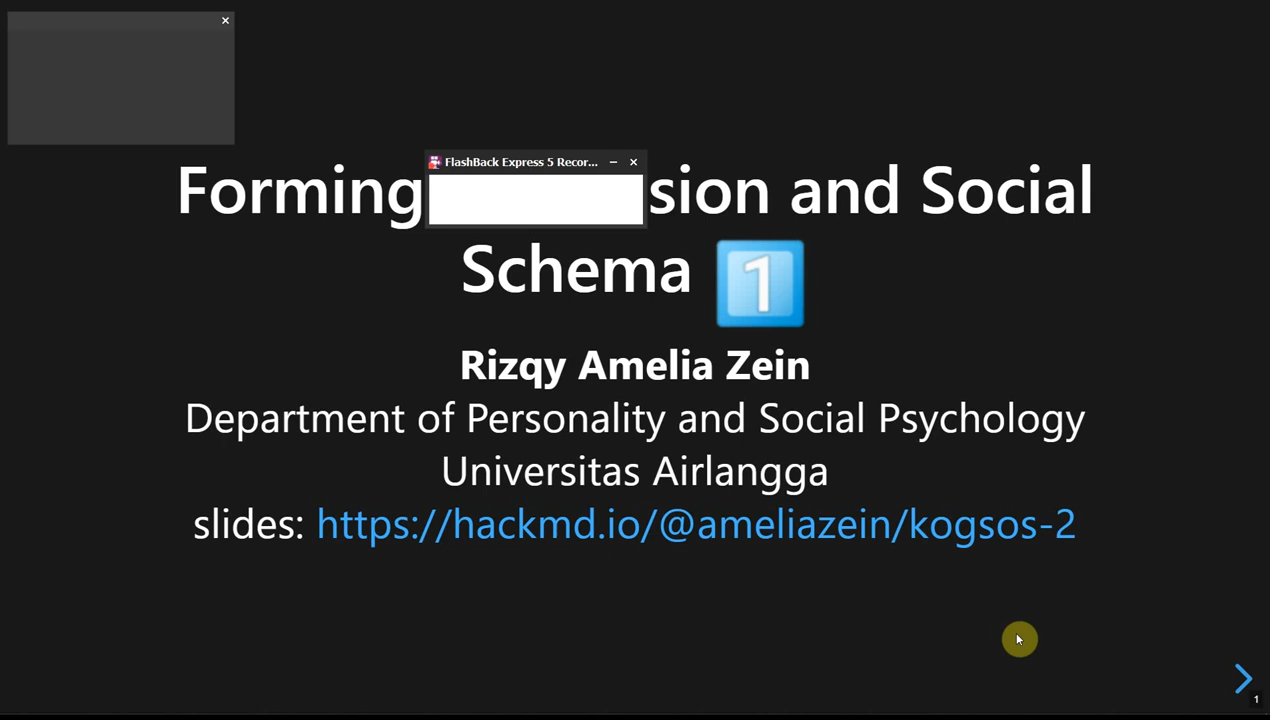 FlashBack Express 5 Recor...
Forming sion and Social
Schema 1
Rizqy Amelia Zein
Department of Personality and Social Psychology
Universitas Airlangga
slides: https://hackmd.io/@ameliazein/kogsos-2
1